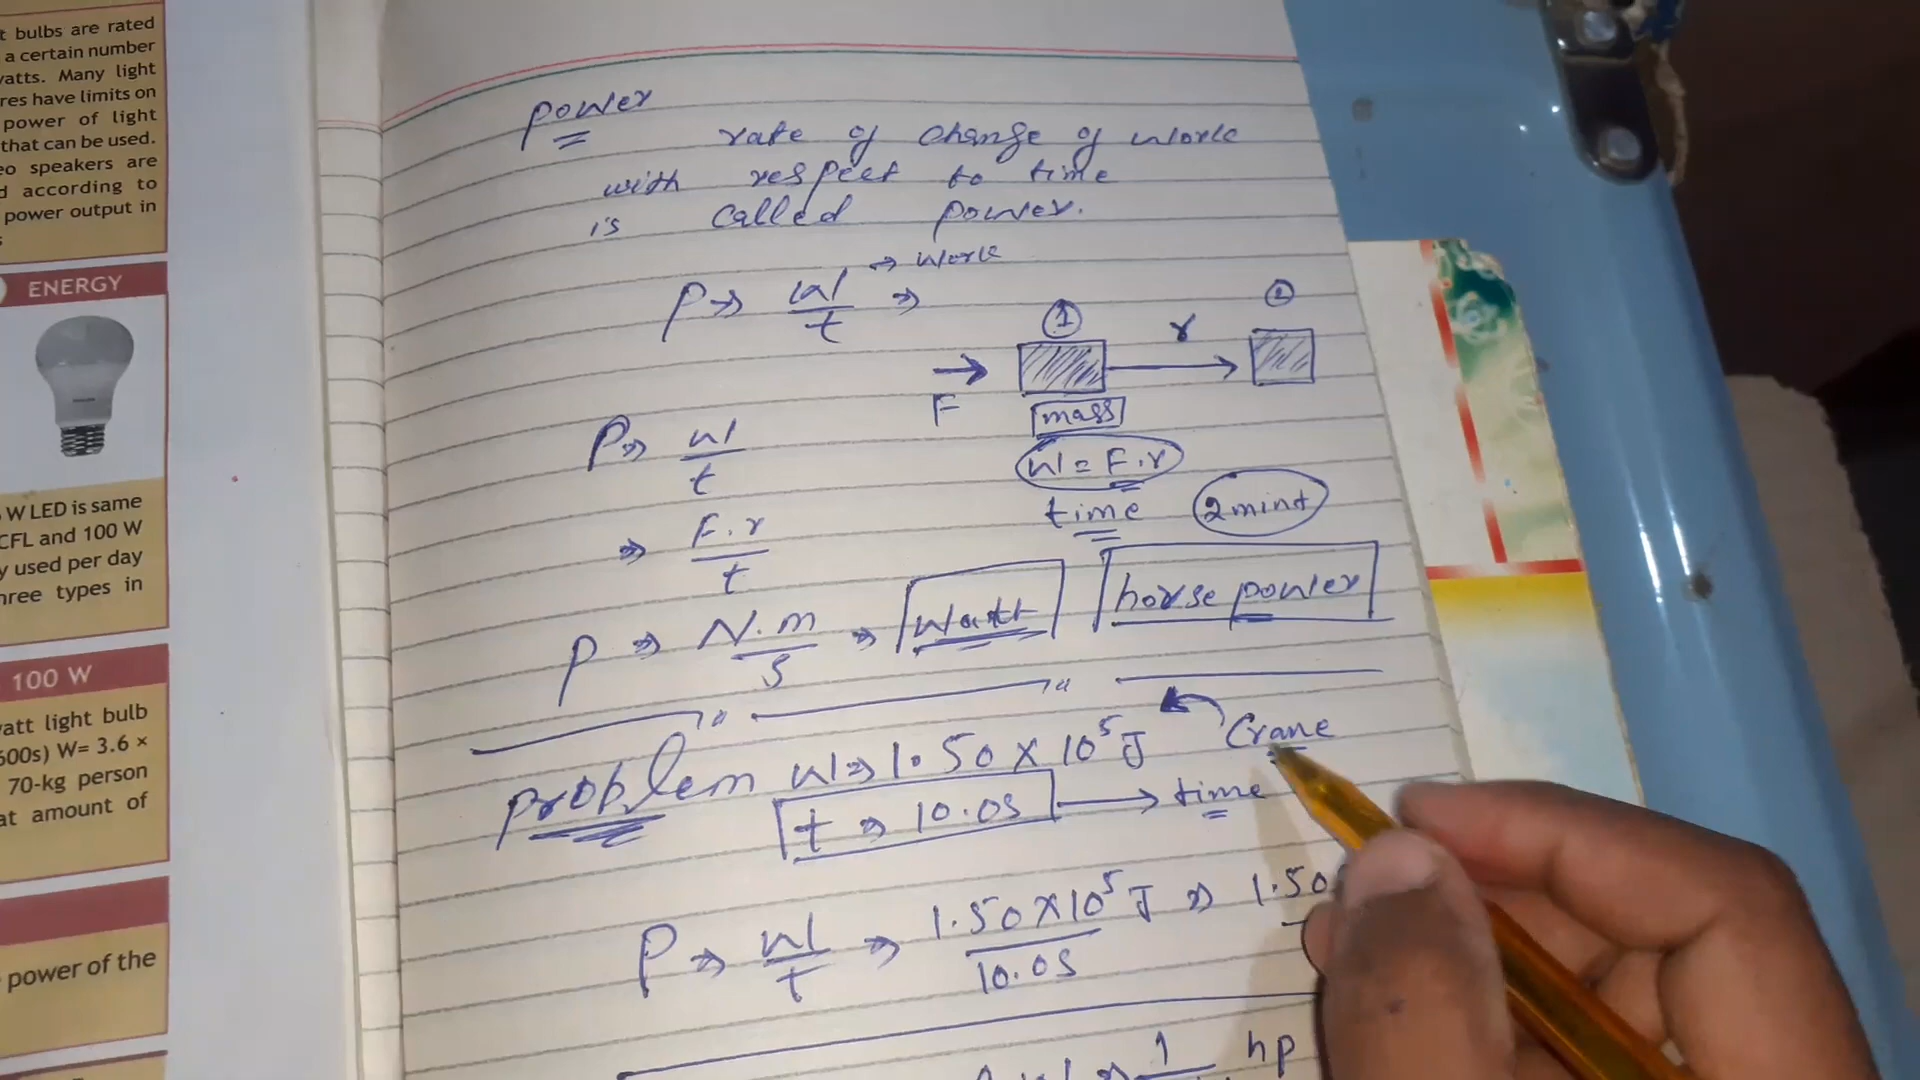 t bulbs are rated
a certain number
vatts. Many light
res have limits on
power of light
that can be used.
eo speakers are
d according to
power output in
s
ENERGY
W LED is same
CFL and 100 W
y used per day
hree types in
100 W
vatt light bulb
600s) W= 3.6 ×
70-kg person
at amount of
power of the
power
rate of change of work
with respect to time
is called power.
P ⇒ W/t ⇒
→ work
① r ②
F
mass
W = F.r
time 2mint
P ⇒ W/t
⇒ F.r/t
P ⇒ N.m/s ⇒ Watt horse power
problem W ⇒ 1.50 × 10⁵ J Crane
t ⇒ 10.0s → time
P ⇒ W/t ⇒ 1.50×10⁵ J/10.0s ⇒ 1.50
1 hp